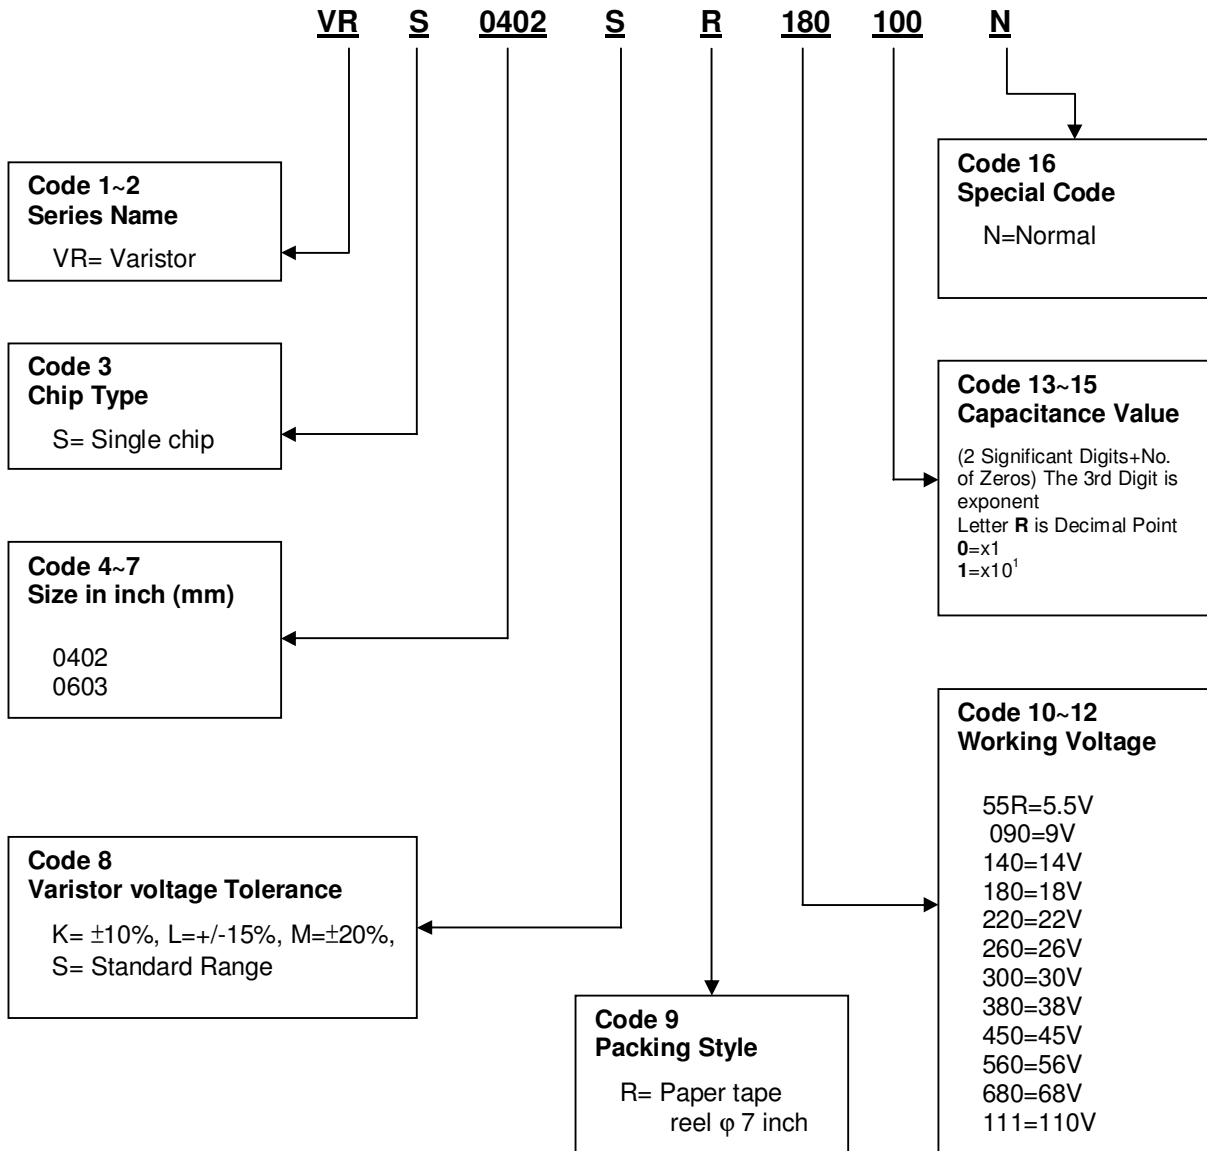 VR S 0402 S R 180 100 N
Code 1~2
Series Name
VR= Varistor
Code 3
Chip Type
S= Single chip
Code 4~7
Size in inch (mm)
0402
0603
Code 8
Varistor voltage Tolerance
K= ±10%, L=+/-15%, M=±20%,
S= Standard Range
Code 9
Packing Style
R= Paper tape
reel φ 7 inch
Code 16
Special Code
N=Normal
Code 13~15
Capacitance Value
(2 Significant Digits+No.
of Zeros) The 3rd Digit is
exponent
Letter R is Decimal Point
0=x1
1=x10¹
Code 10~12
Working Voltage
55R=5.5V
090=9V
140=14V
180=18V
220=22V
260=26V
300=30V
380=38V
450=45V
560=56V
680=68V
111=110V